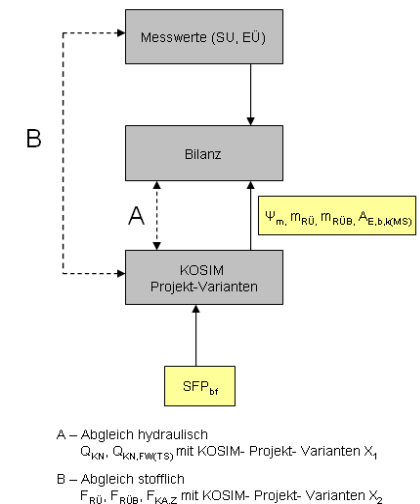 Messwerte (SU, EÜ)
B
Bilanz
A
Ψm, mRÜ, mRÜB, AE,b,k(MS)
KOSIM
Projekt-Varianten
SFPbf
A – Abgleich hydraulisch
QKN, QKN,FW(TS) mit KOSIM- Projekt- Varianten X1
B – Abgleich stofflich
FRÜ, FRÜB, FKA,Z mit KOSIM- Projekt- Varianten X2